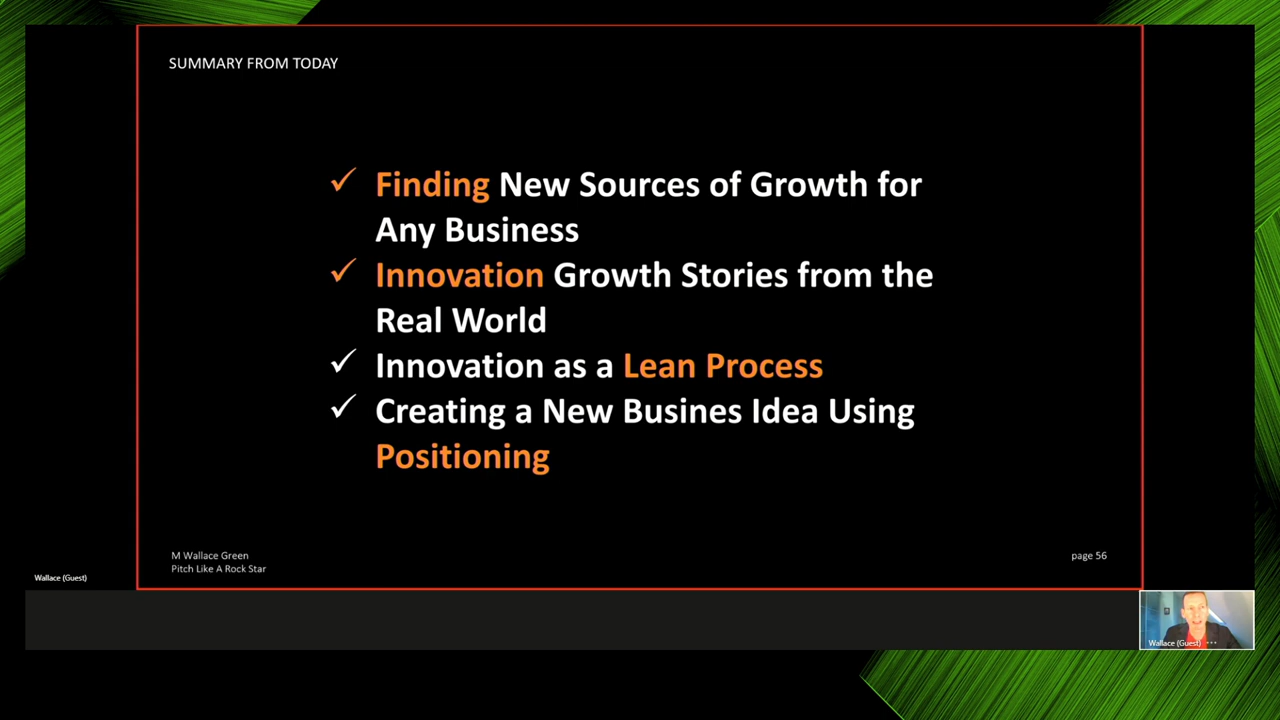 SUMMARY FROM TODAY
✓ Finding New Sources of Growth for
Any Business
✓ Innovation Growth Stories from the
Real World
✓ Innovation as a Lean Process
✓ Creating a New Busines Idea Using
Positioning
M Wallace Green
Pitch Like A Rock Star
page 56
Wallace (Guest)
Wallace (Guest)